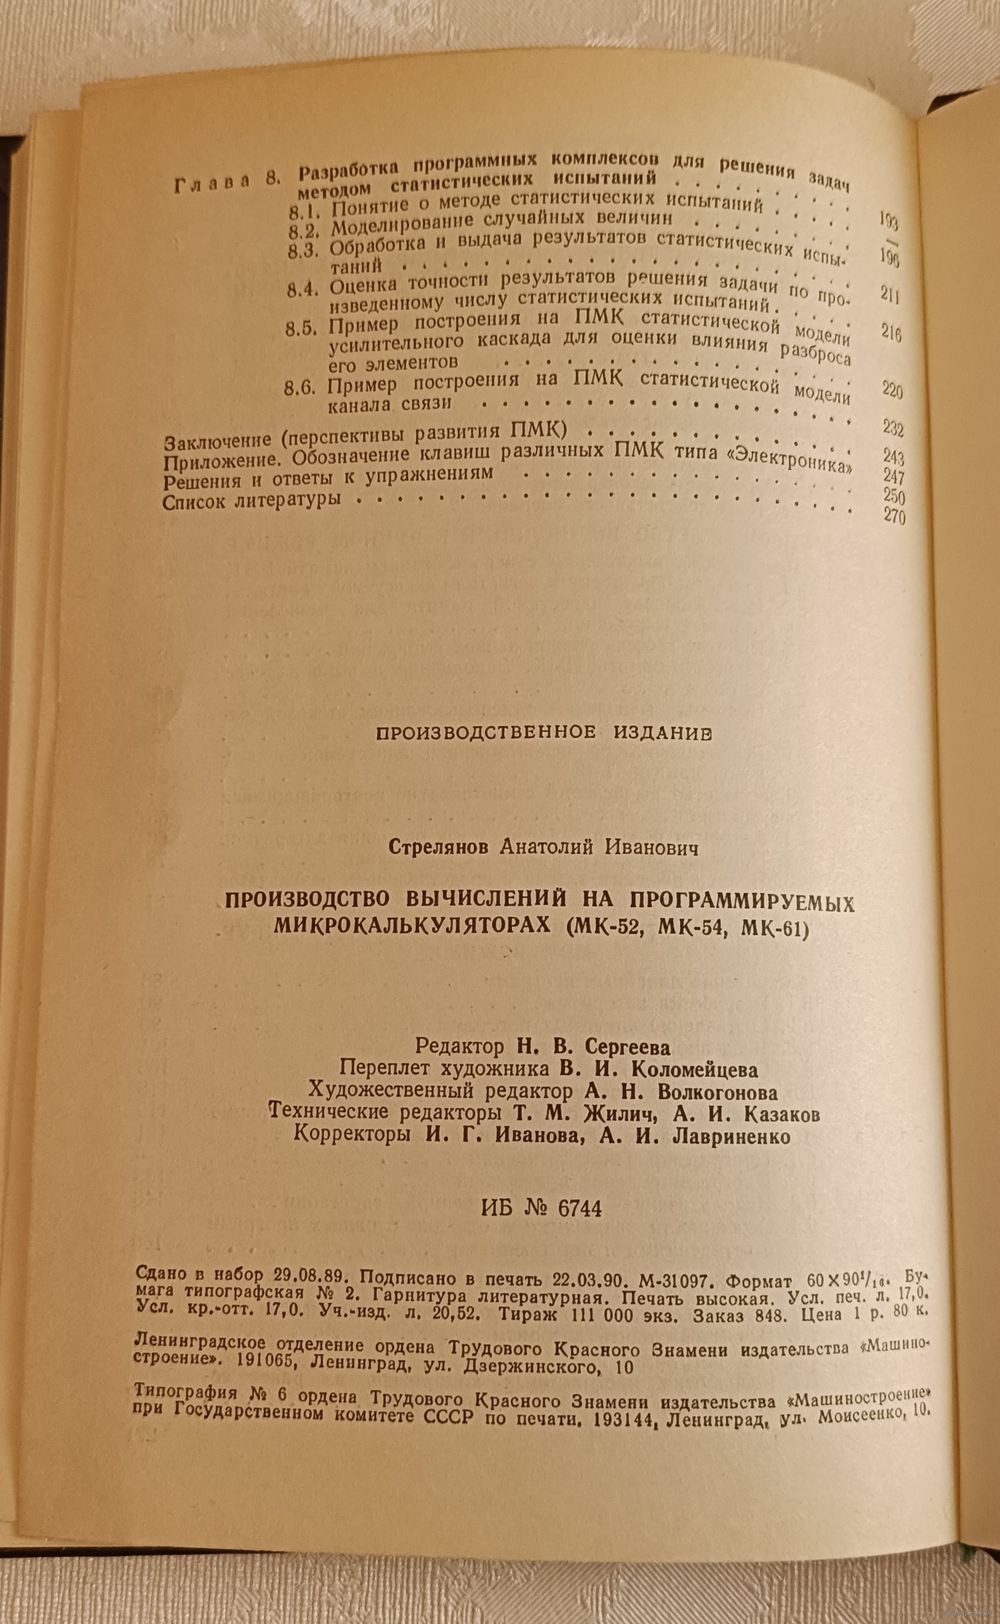 Глава 8. Разработка программных комплексов для решения задач
методом статистических испытаний . . . . . . . . 193
8.1. Понятие о методе статистических испытаний . . . . . —
8.2. Моделирование случайных величин . . . . . . . . 196
8.3. Обработка и выдача результатов статистических испы-
таний . . . . . . . . . . . . . . . . . . 211
8.4. Оценка точности результатов решения задачи по про-
изведенному числу статистических испытаний . . . . . 216
8.5. Пример построения на ПМК статистической модели
усилительного каскада для оценки влияния разброса
его элементов . . . . . . . . . . . . . . 220
8.6. Пример построения на ПМК статистической модели
канала связи . . . . . . . . . . . . . . . 232
Заключение (перспективы развития ПМК) . . . . . . . . . . . 243
Приложение. Обозначение клавиш различных ПМК типа «Электроника» 247
Решения и ответы к упражнениям . . . . . . . . . . . . . 250
Список литературы . . . . . . . . . . . . . . . . . . . 270
ПРОИЗВОДСТВЕННОЕ ИЗДАНИЕ
Стрелянов Анатолий Иванович
ПРОИЗВОДСТВО ВЫЧИСЛЕНИЙ НА ПРОГРАММИРУЕМЫХ
МИКРОКАЛЬКУЛЯТОРАХ (МК-52, МК-54, МК-61)
Редактор Н. В. Сергеева
Переплет художника В. И. Коломейцева
Художественный редактор А. Н. Волкогонова
Технические редакторы Т. М. Жилич, А. И. Казаков
Корректоры И. Г. Иванова, А. И. Лавриненко
ИБ № 6744
Сдано в набор 29.08.89. Подписано в печать 22.03.90. М-31097. Формат 60×90¹/₁₆. Бу-
мага типографская № 2. Гарнитура литературная. Печать высокая. Усл. печ. л. 17,0.
Усл. кр.-отт. 17,0. Уч.-изд. л. 20,52. Тираж 111 000 экз. Заказ 848. Цена 1 р. 80 к.
Ленинградское отделение ордена Трудового Красного Знамени издательства «Машино-
строение». 191065, Ленинград, ул. Дзержинского, 10
Типография № 6 ордена Трудового Красного Знамени издательства «Машиностроение»
при Государственном комитете СССР по печати. 193144, Ленинград, ул. Моисеенко, 10.